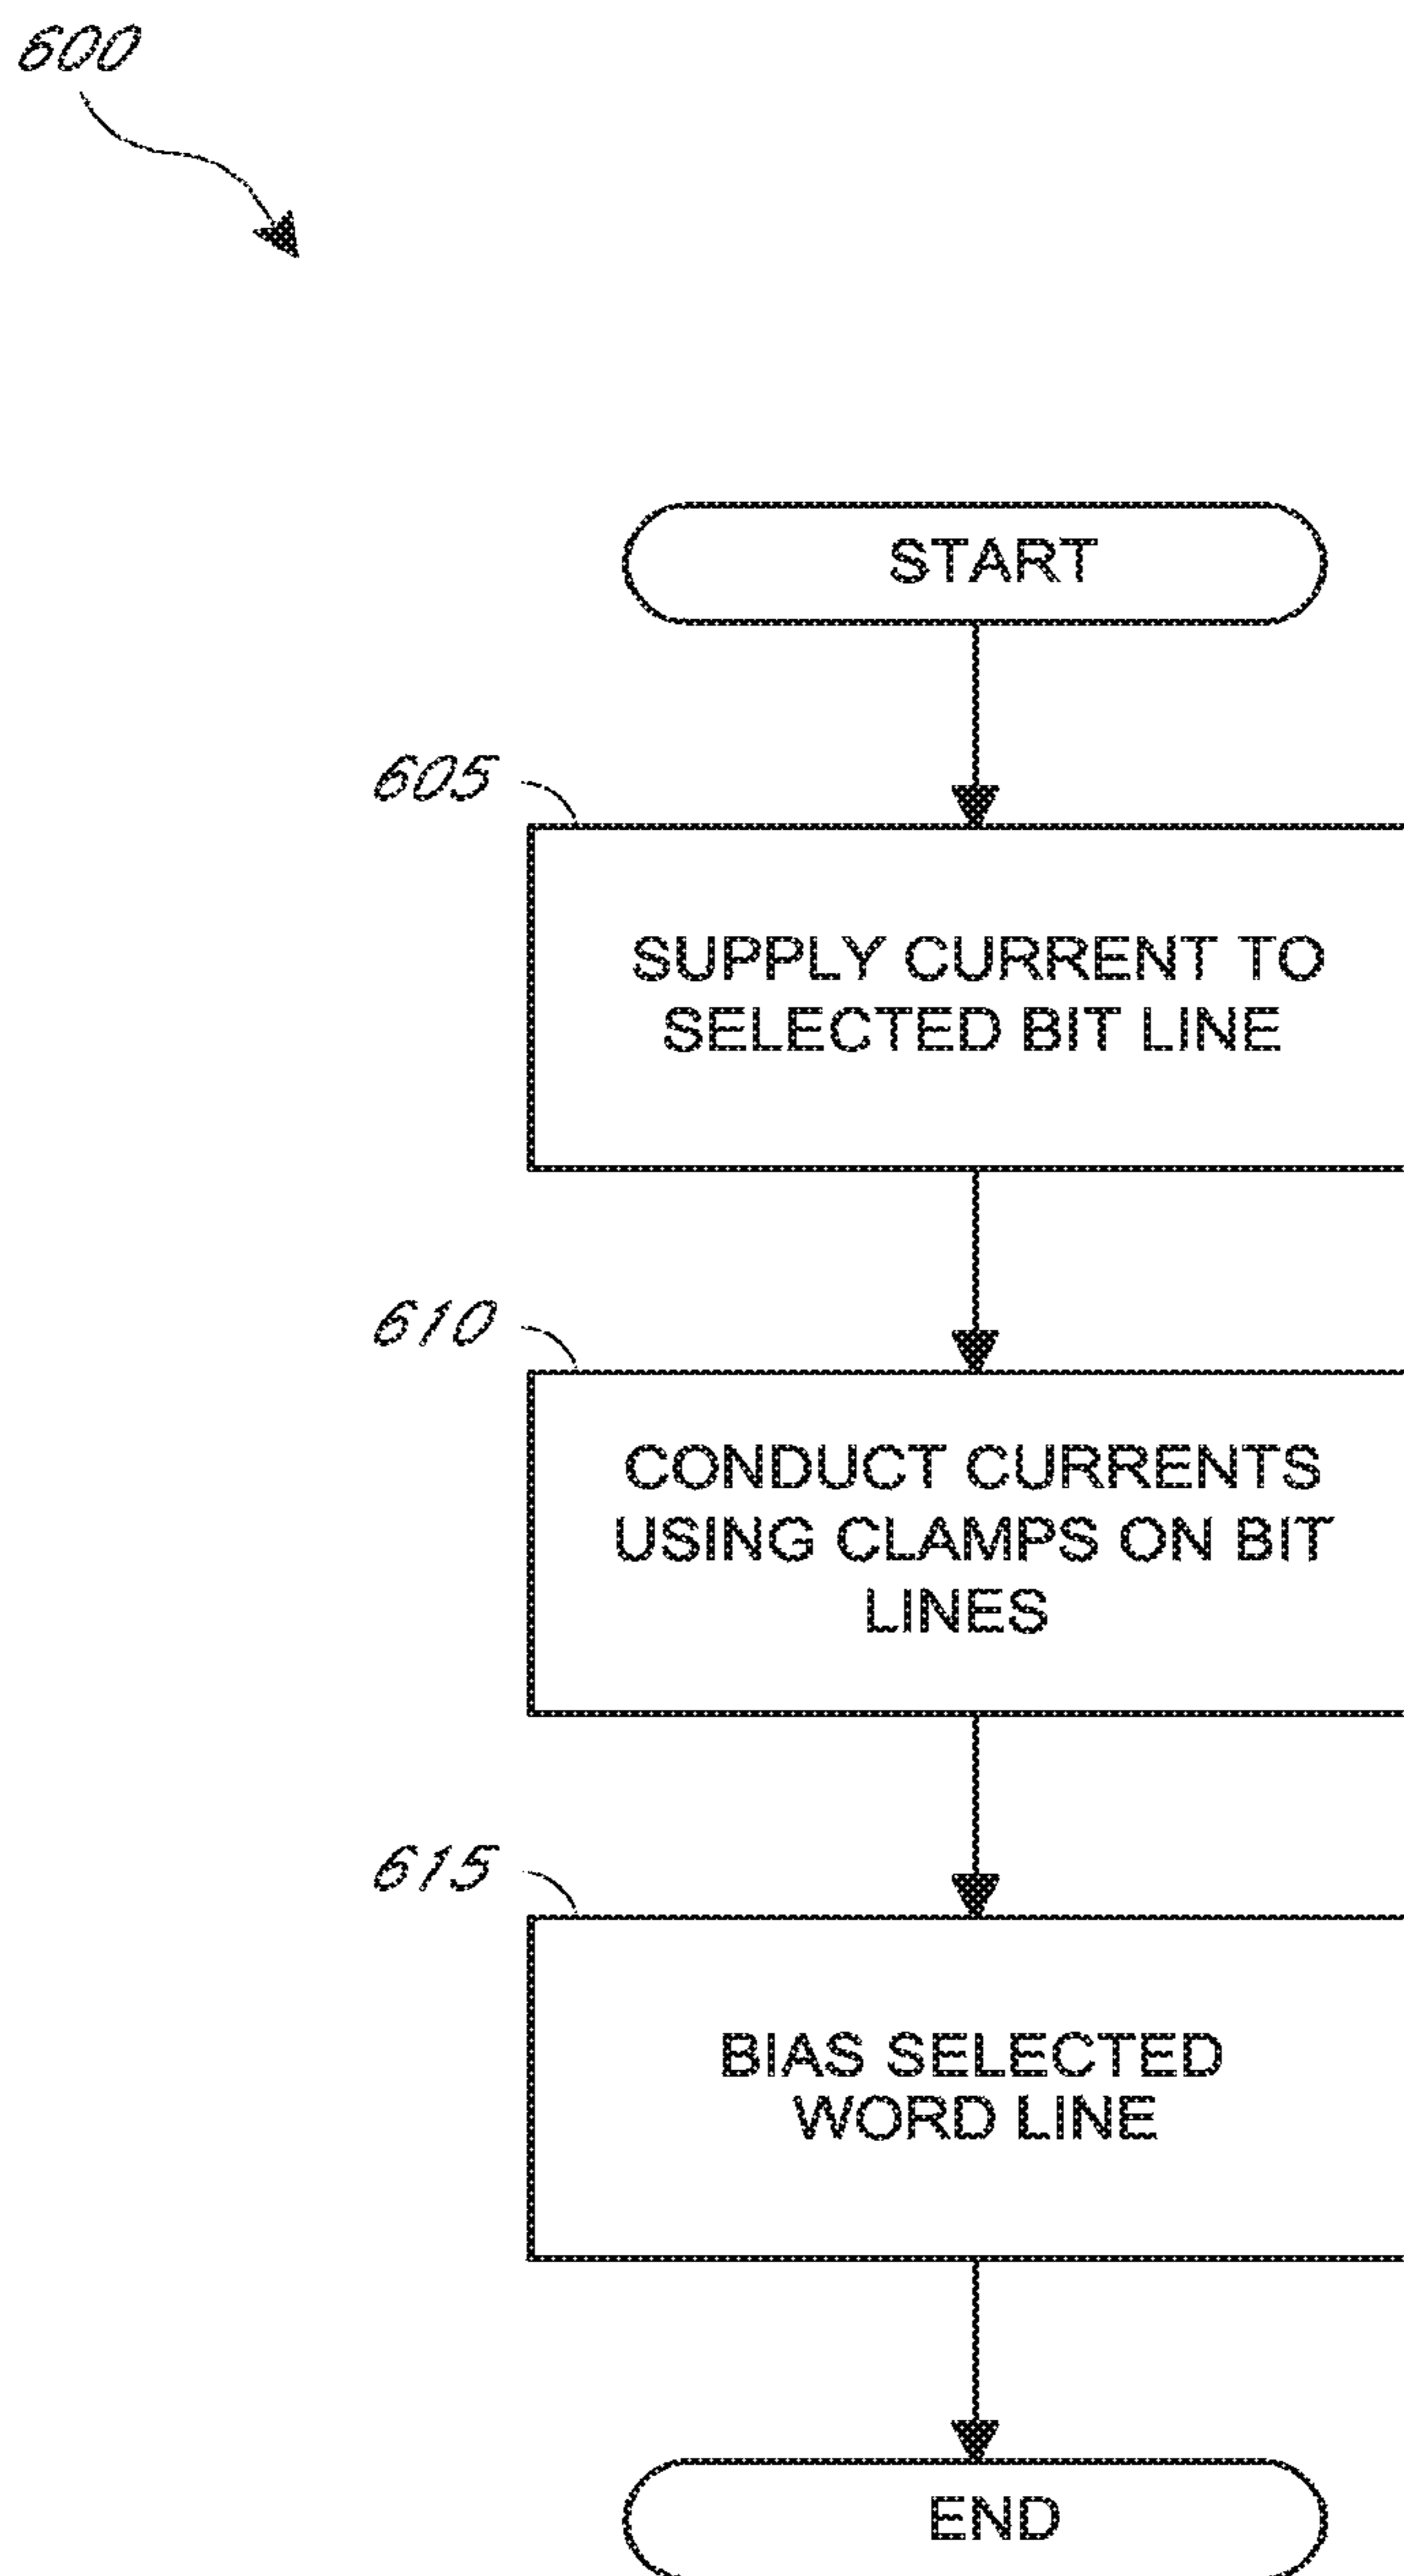 600
START
605
SUPPLY CURRENT TO
SELECTED BIT LINE
610
CONDUCT CURRENTS
USING CLAMPS ON BIT
LINES
615
BIAS SELECTED
WORD LINE
END